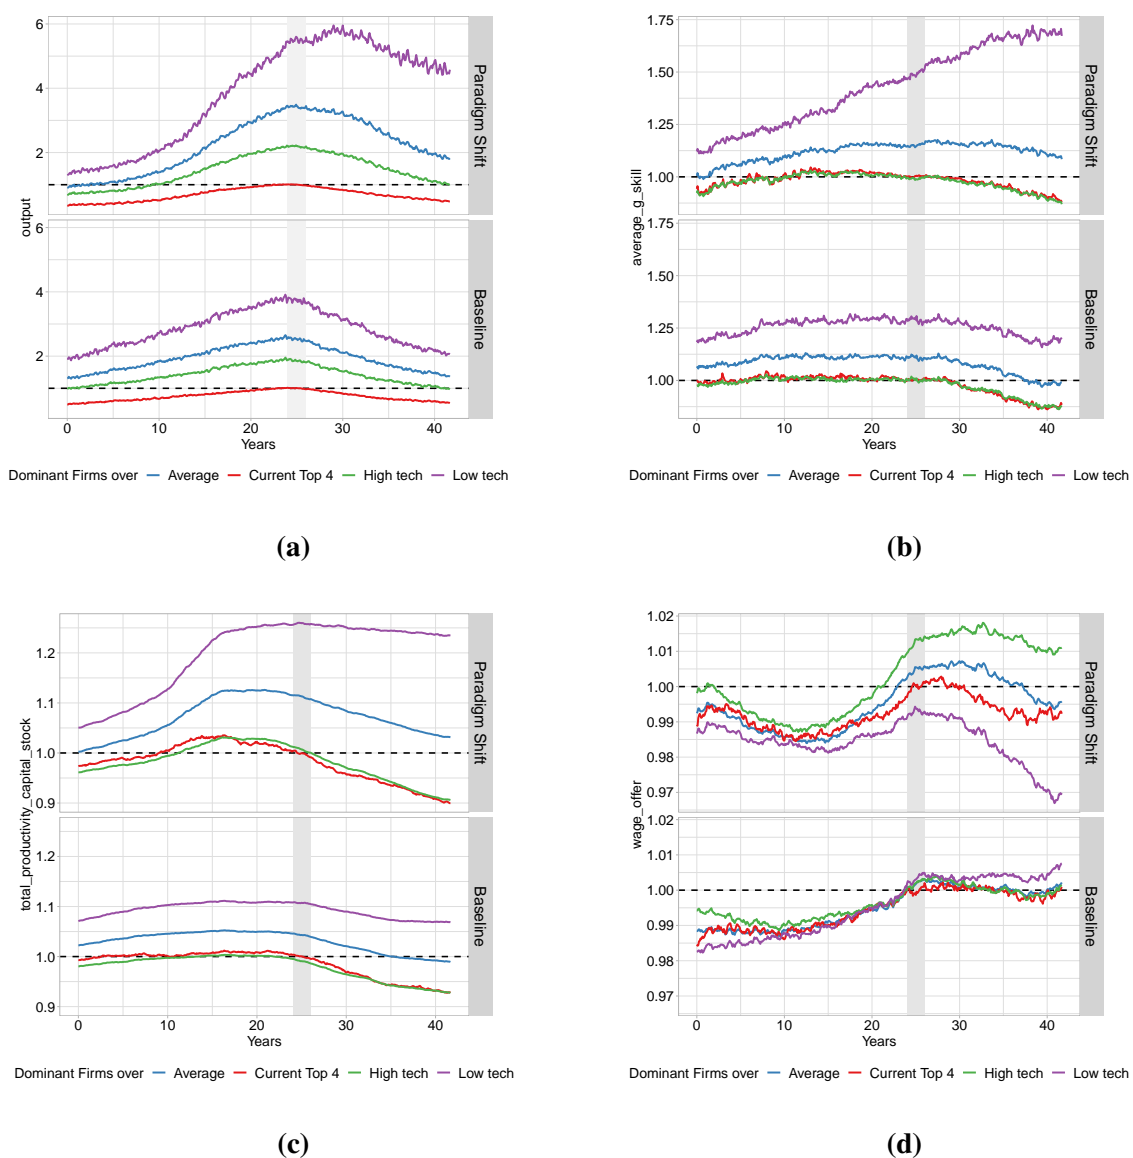 6
4
2
output
Paradigm Shift
6
4
2
Baseline
0 10 20 30 40
Years
Dominant Firms over Average Current Top 4 High tech Low tech
(a)
1.75
1.50
1.25
1.00
average_g_skill
Paradigm Shift
1.75
1.50
1.25
1.00
Baseline
0 10 20 30 40
Years
Dominant Firms over Average Current Top 4 High tech Low tech
(b)
1.2
1.1
1.0
0.9
total_productivity_capital_stock
Paradigm Shift
1.2
1.1
1.0
0.9
Baseline
0 10 20 30 40
Years
Dominant Firms over Average Current Top 4 High tech Low tech
(c)
1.02
1.01
1.00
0.99
0.98
0.97
wage_offer
Paradigm Shift
1.02
1.01
1.00
0.99
0.98
0.97
Baseline
0 10 20 30 40
Years
Dominant Firms over Average Current Top 4 High tech Low tech
(d)